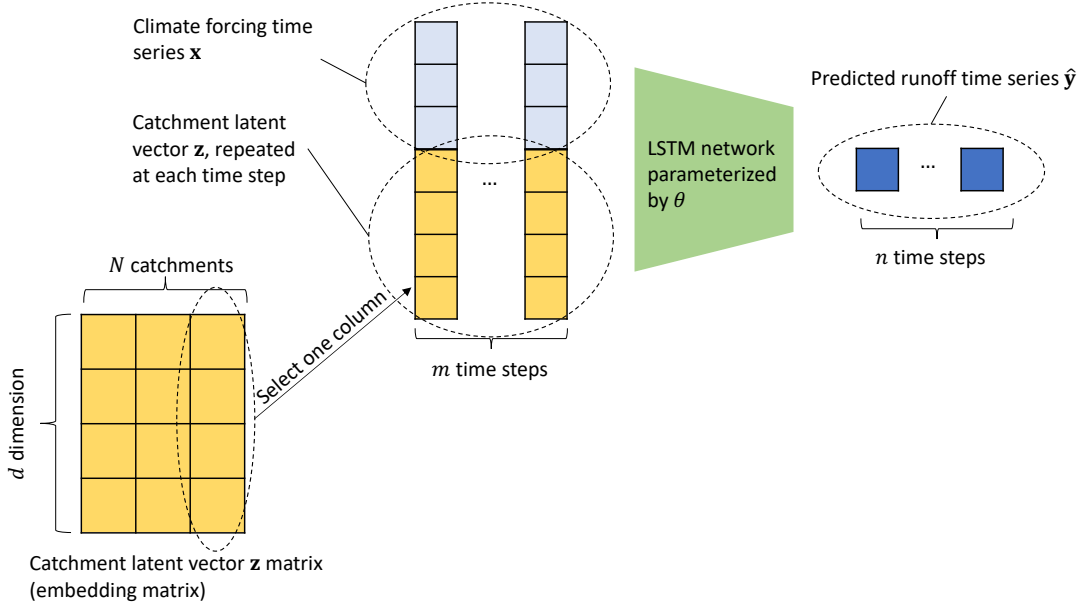 Climate forcing time
series 𝐱
Catchment latent
vector 𝐳, repeated
at each time step
...
𝑚 time steps
LSTM network
parameterized
by 𝜃
Predicted runoff time series 𝐲̂
...
𝑛 time steps
𝑁 catchments
𝑑 dimension
Select one column
Catchment latent vector 𝐳 matrix
(embedding matrix)